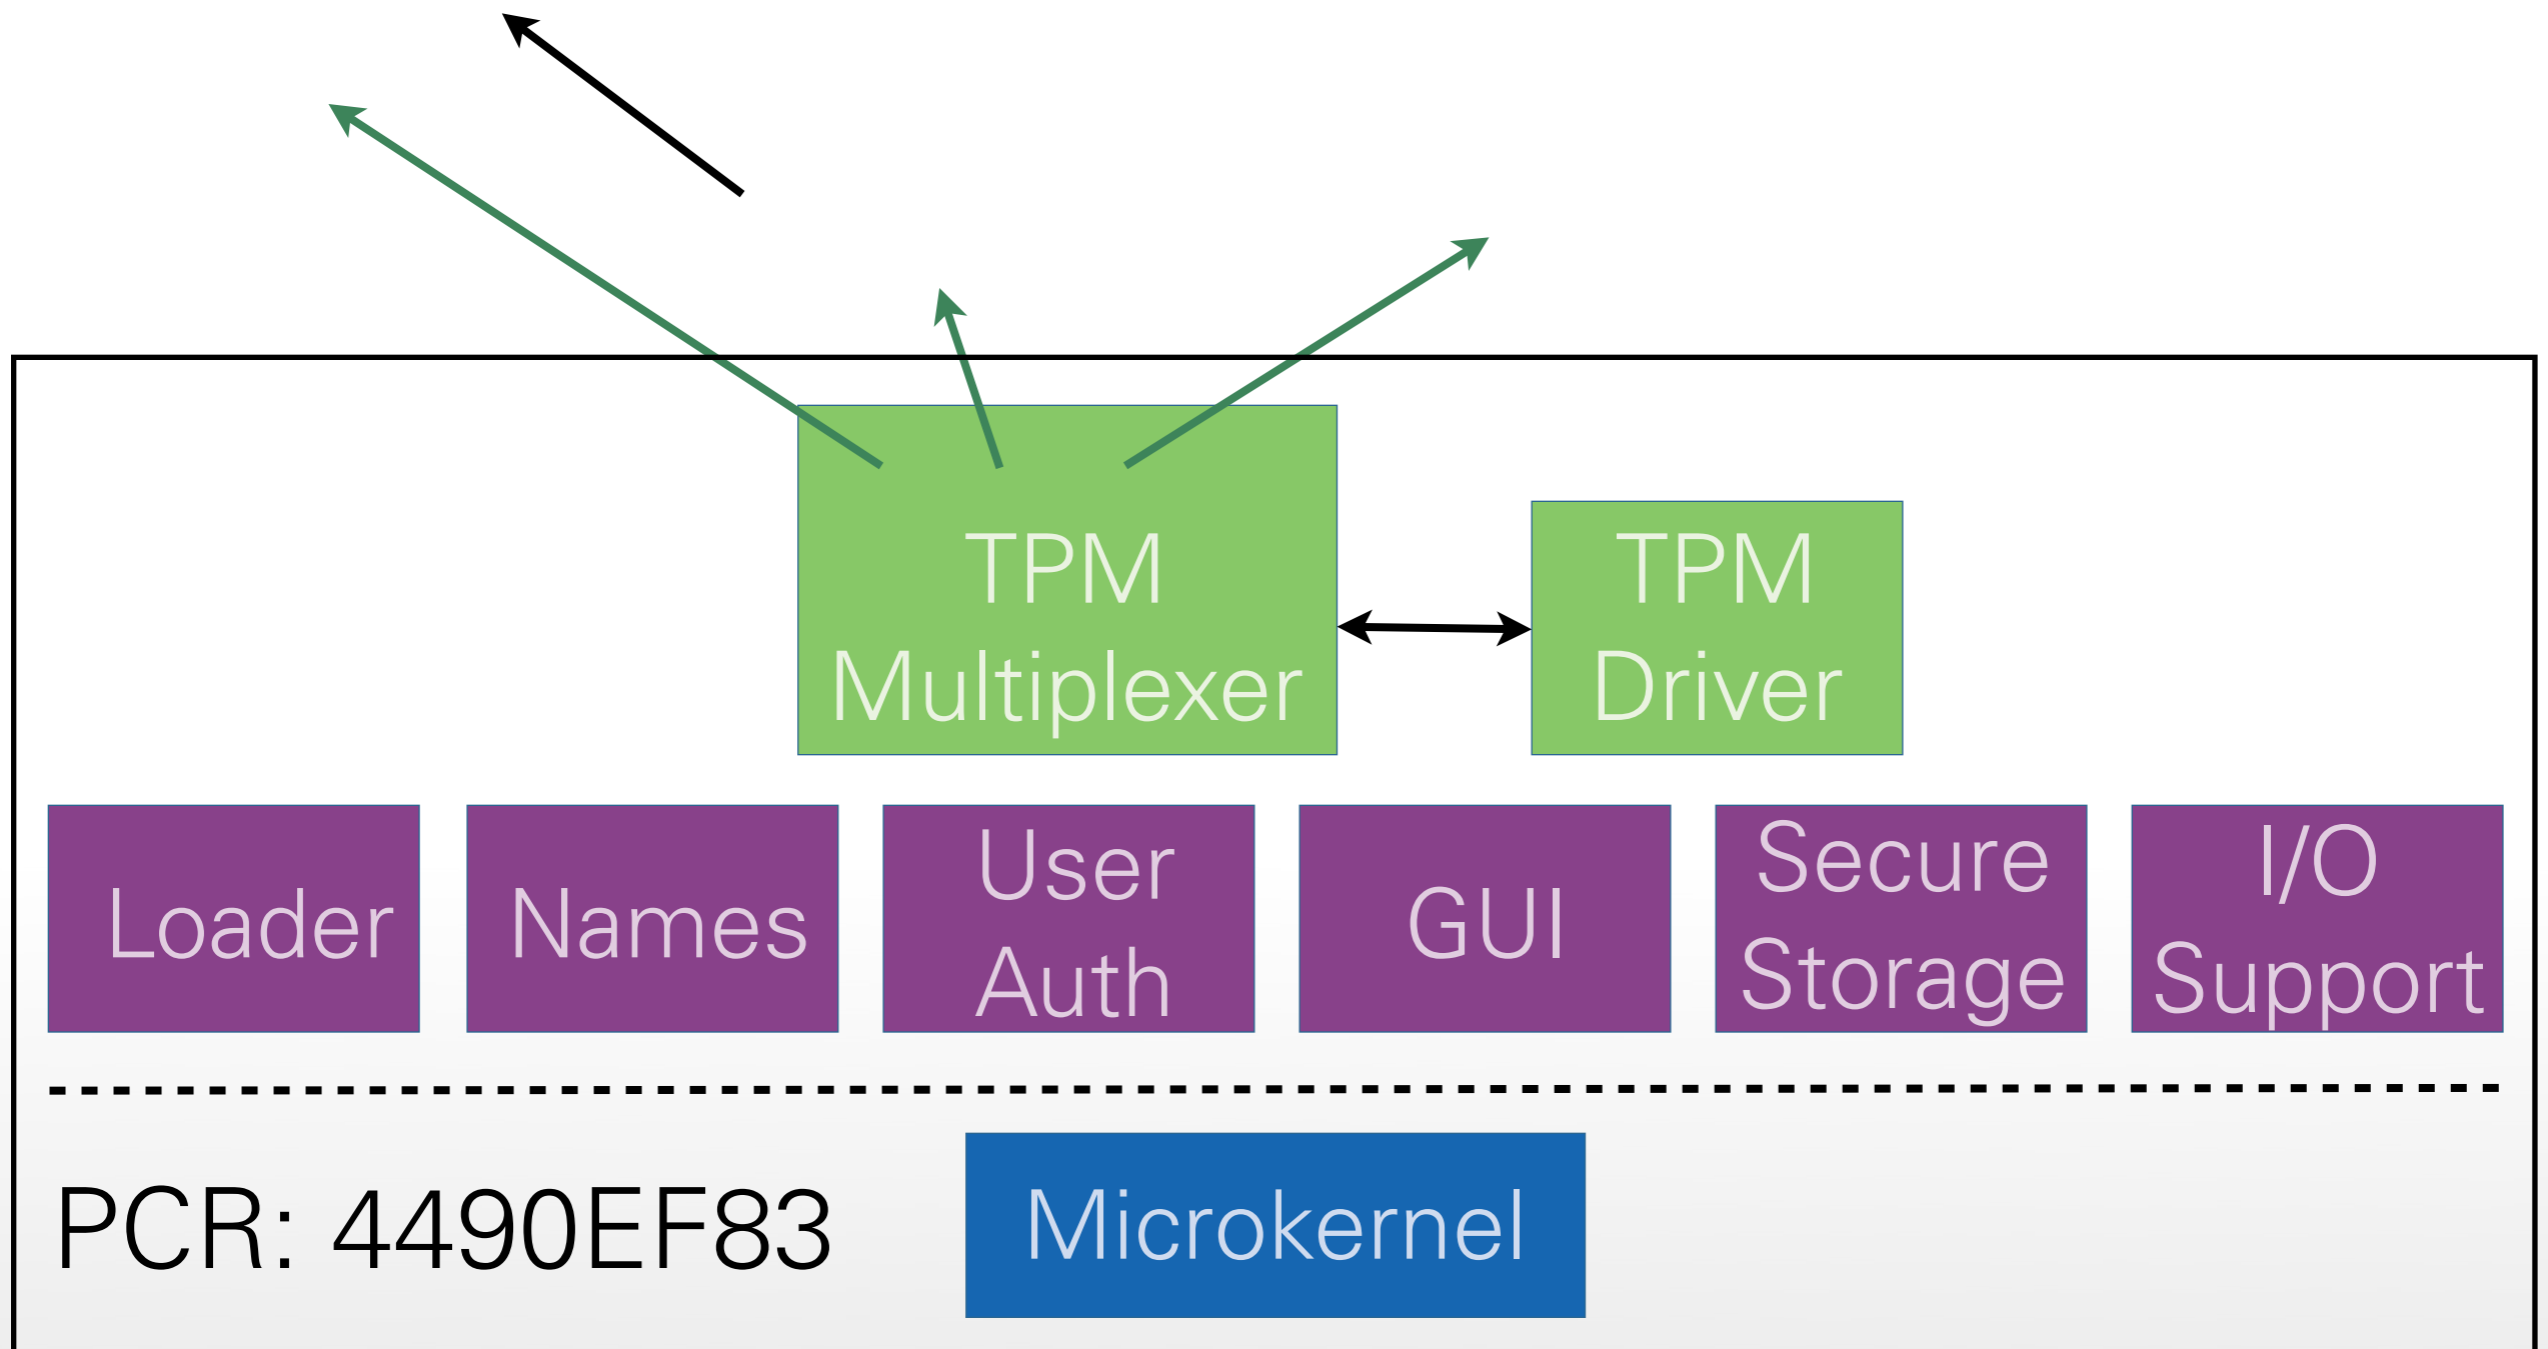 TPM
Multiplexer
TPM
Driver
Loader
Names
User
Auth
GUI
Secure
Storage
I/O
Support
PCR: 4490EF83
Microkernel